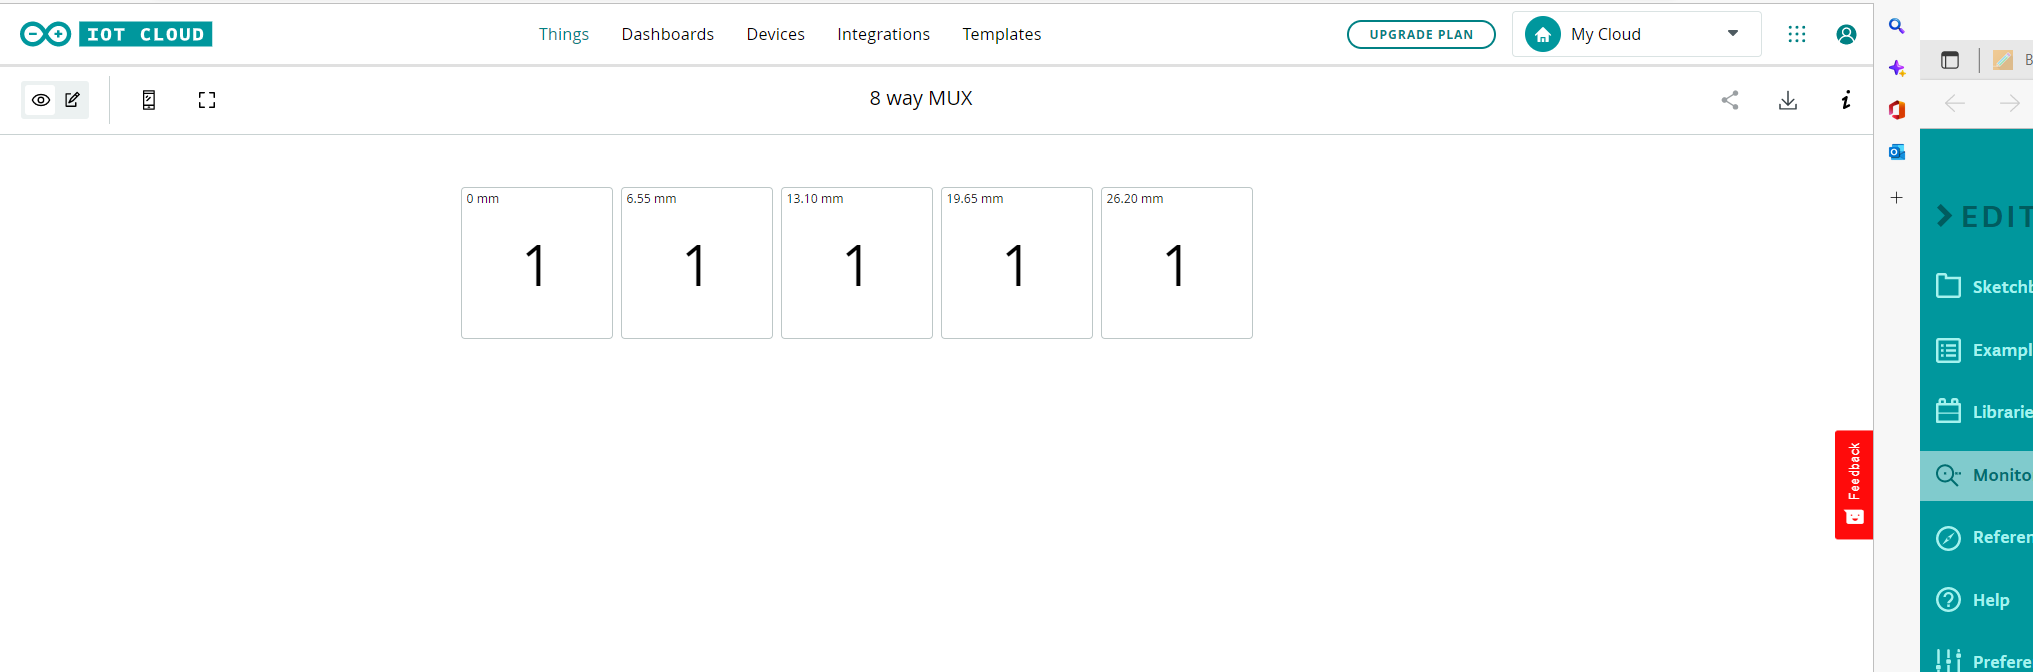 IOT CLOUD
Things Dashboards Devices Integrations Templates
UPGRADE PLAN
My Cloud
8 way MUX
0 mm 6.55 mm 13.10 mm 19.65 mm 26.20 mm
1 1 1 1 1
Feedback
B
EDIT
Sketchb
Exampl
Librarie
Monito
Referen
Help
Prefere